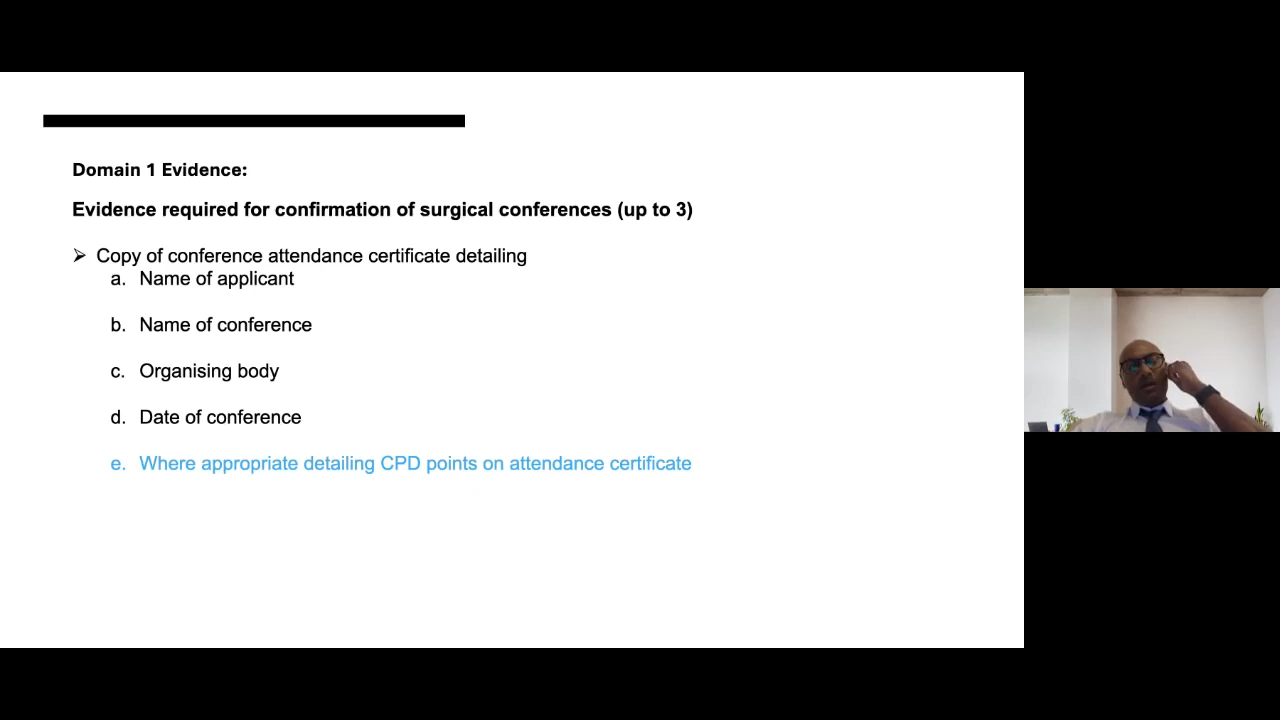 Domain 1 Evidence:
Evidence required for confirmation of surgical conferences (up to 3)
➢ Copy of conference attendance certificate detailing
a. Name of applicant
b. Name of conference
c. Organising body
d. Date of conference
e. Where appropriate detailing CPD points on attendance certificate